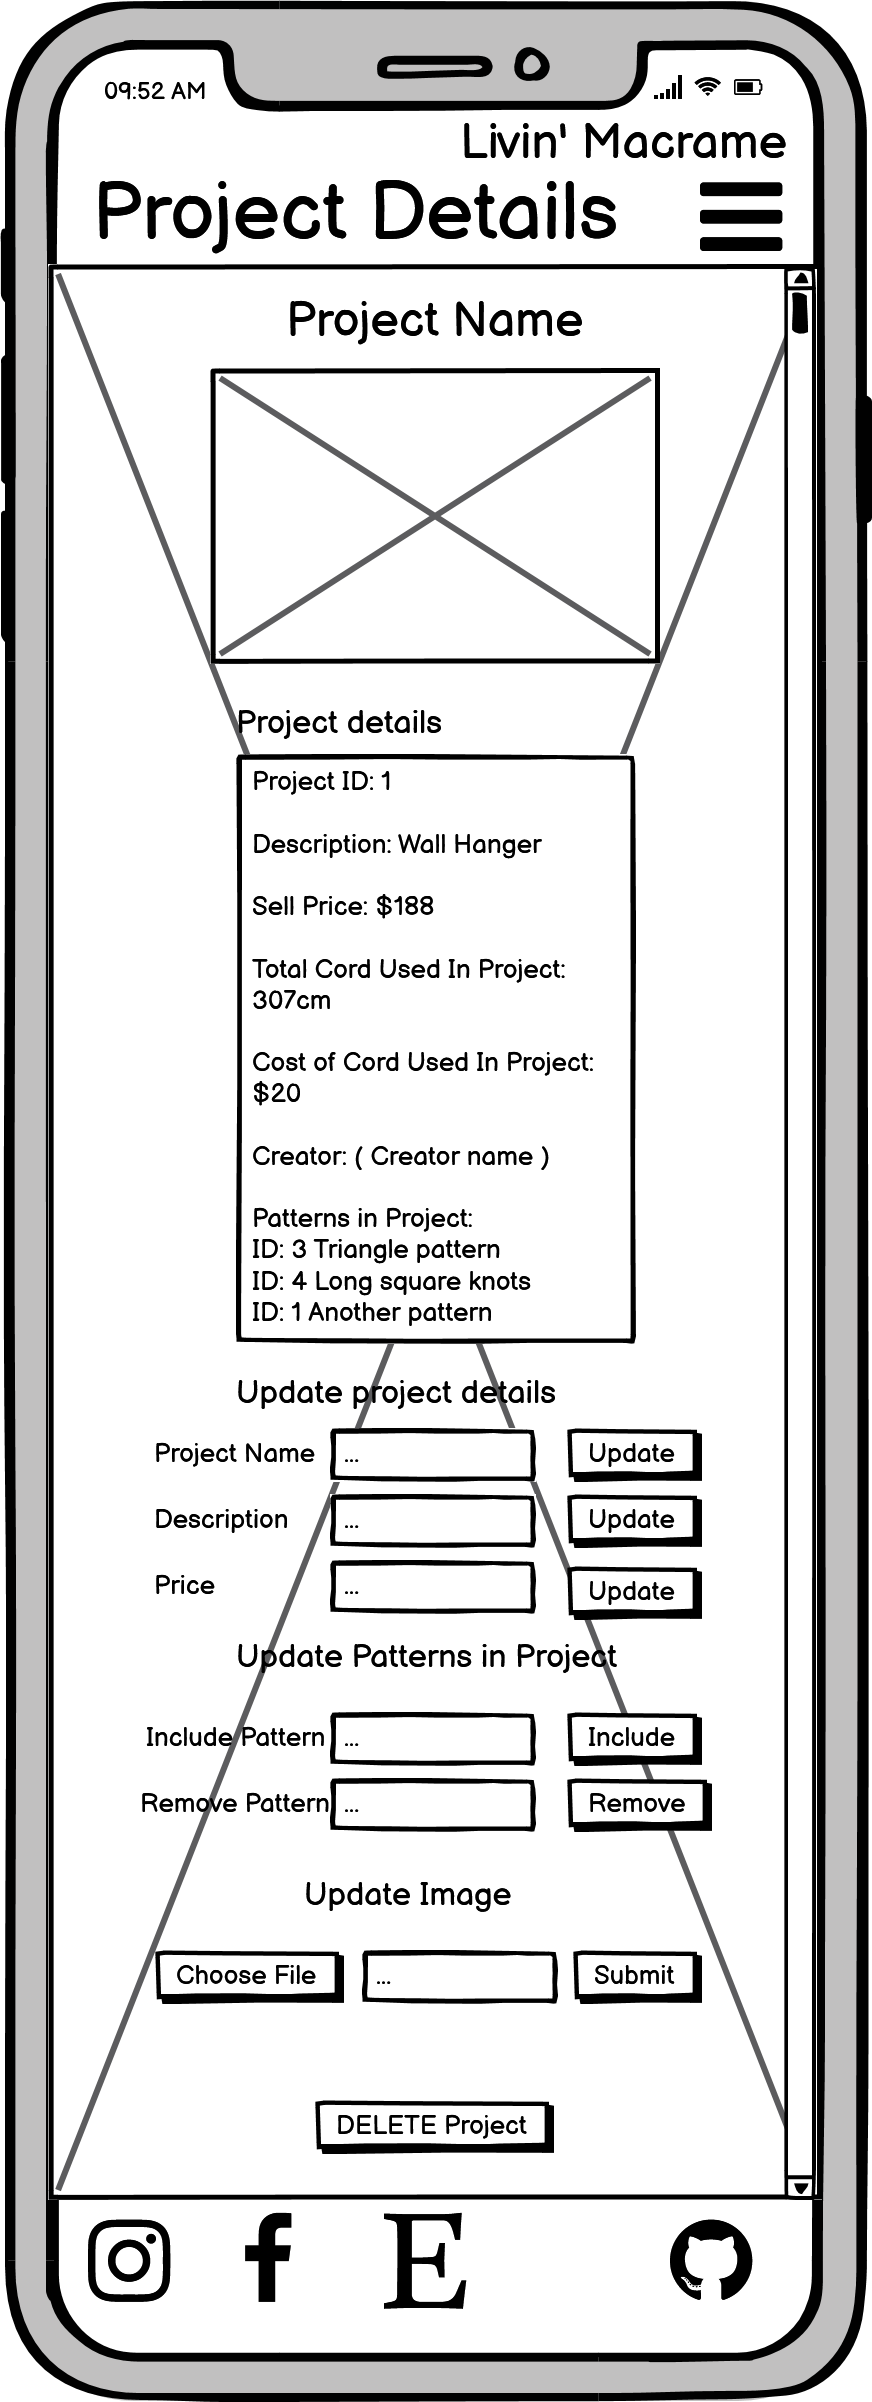 09:52 AM
Livin' Macrame
Project Details
Project Name
Project details
Project ID: 1
Description: Wall Hanger
Sell Price: $188
Total Cord Used In Project:
307cm
Cost of Cord Used In Project:
$20
Creator: ( Creator name )
Patterns in Project:
ID: 3 Triangle pattern
ID: 4 Long square knots
ID: 1 Another pattern
Update project details
Project Name ... Update
Description ... Update
Price ... Update
Update Patterns in Project
Include Pattern ... Include
Remove Pattern ... Remove
Update Image
Choose File ... Submit
DELETE Project
E